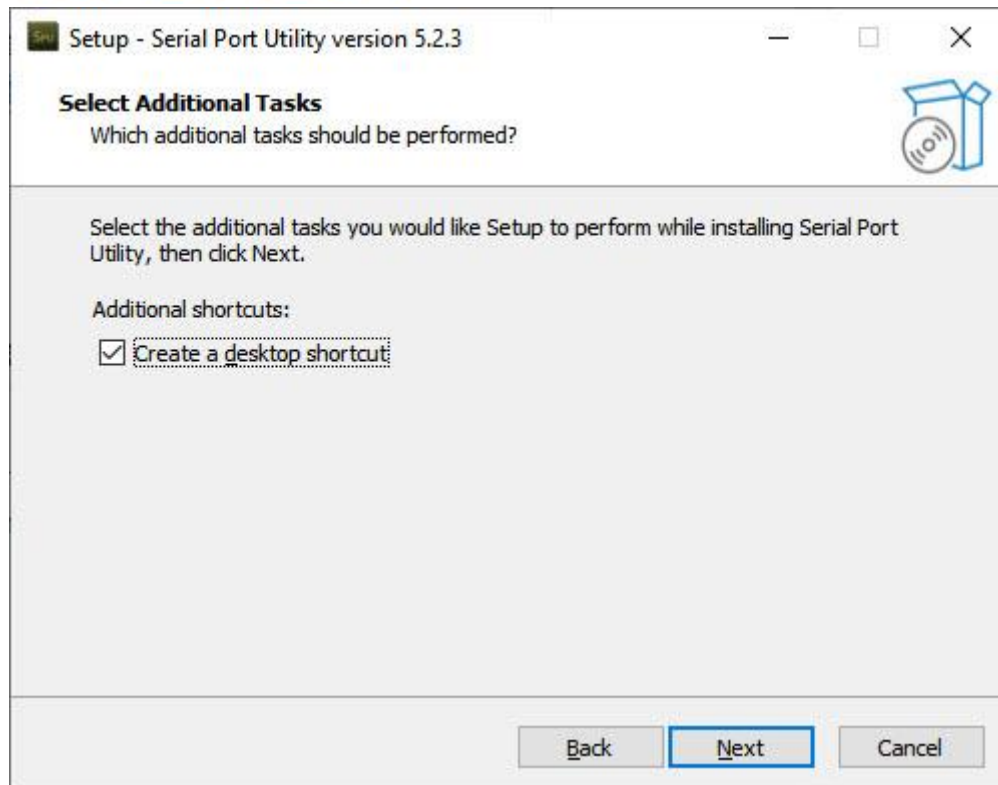 Setup - Serial Port Utility version 5.2.3
Select Additional Tasks
Which additional tasks should be performed?
Select the additional tasks you would like Setup to perform while installing Serial Port
Utility, then click Next.
Additional shortcuts:
Create a desktop shortcut
Back Next Cancel